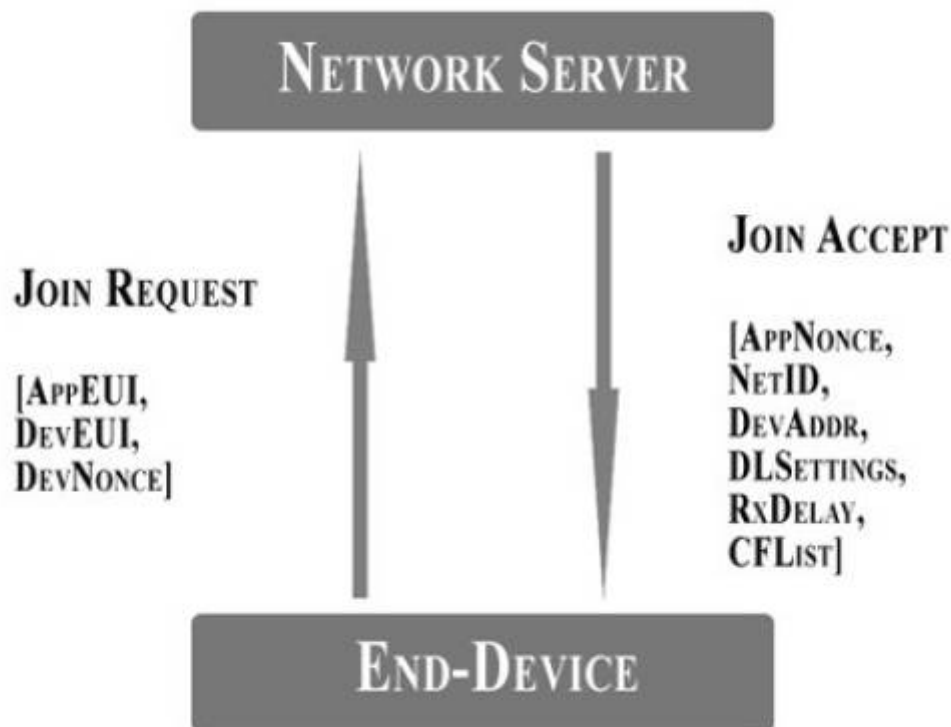 NETWORK SERVER
JOIN REQUEST
[APPEUI,
DEVEUI,
DEVNONCE]
JOIN ACCEPT
[APPNONCE,
NETID,
DEVADDR,
DLSETTINGS,
RXDELAY,
CFLIST]
END-DEVICE